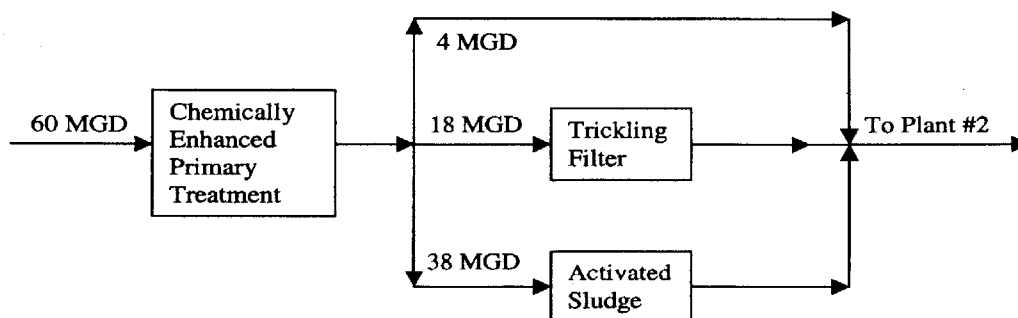 4 MGD
60 MGD
Chemically
Enhanced
Primary
Treatment
18 MGD
Trickling
Filter
To Plant #2
38 MGD
Activated
Sludge